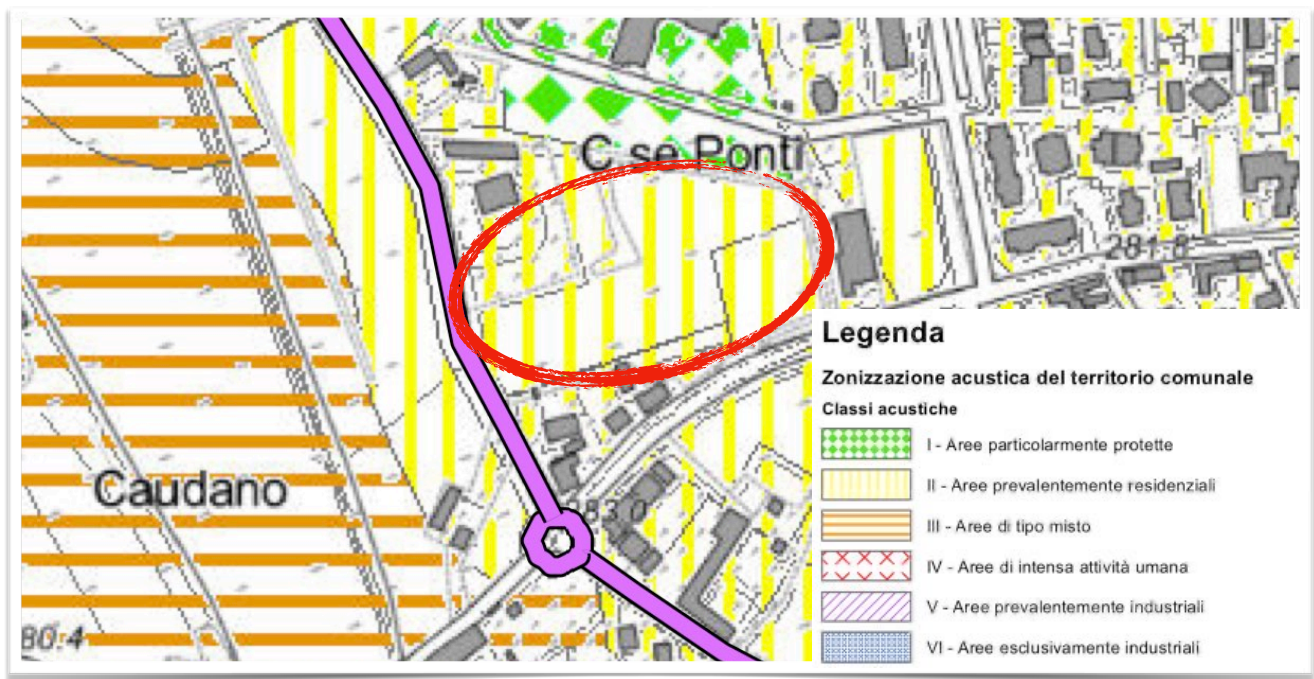 C.se Ponti
281.8
Caudano
283.0
80.4
Legenda
Zonizzazione acustica del territorio comunale
Classi acustiche
I - Aree particolarmente protette
II - Aree prevalentemente residenziali
III - Aree di tipo misto
IV - Aree di intensa attività umana
V - Aree prevalentemente industriali
VI - Aree esclusivamente industriali